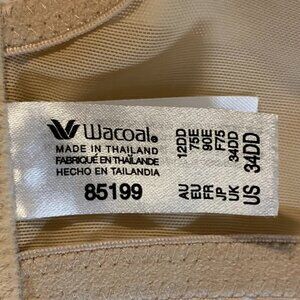 Wacoal®
MADE IN THAILAND
FABRIQUÉ EN THAÏLANDE
HECHO EN TAILANDIA
85199
AU 12DD
EU 75E
FR 90E
JP F75
UK 34DD
US 34DD